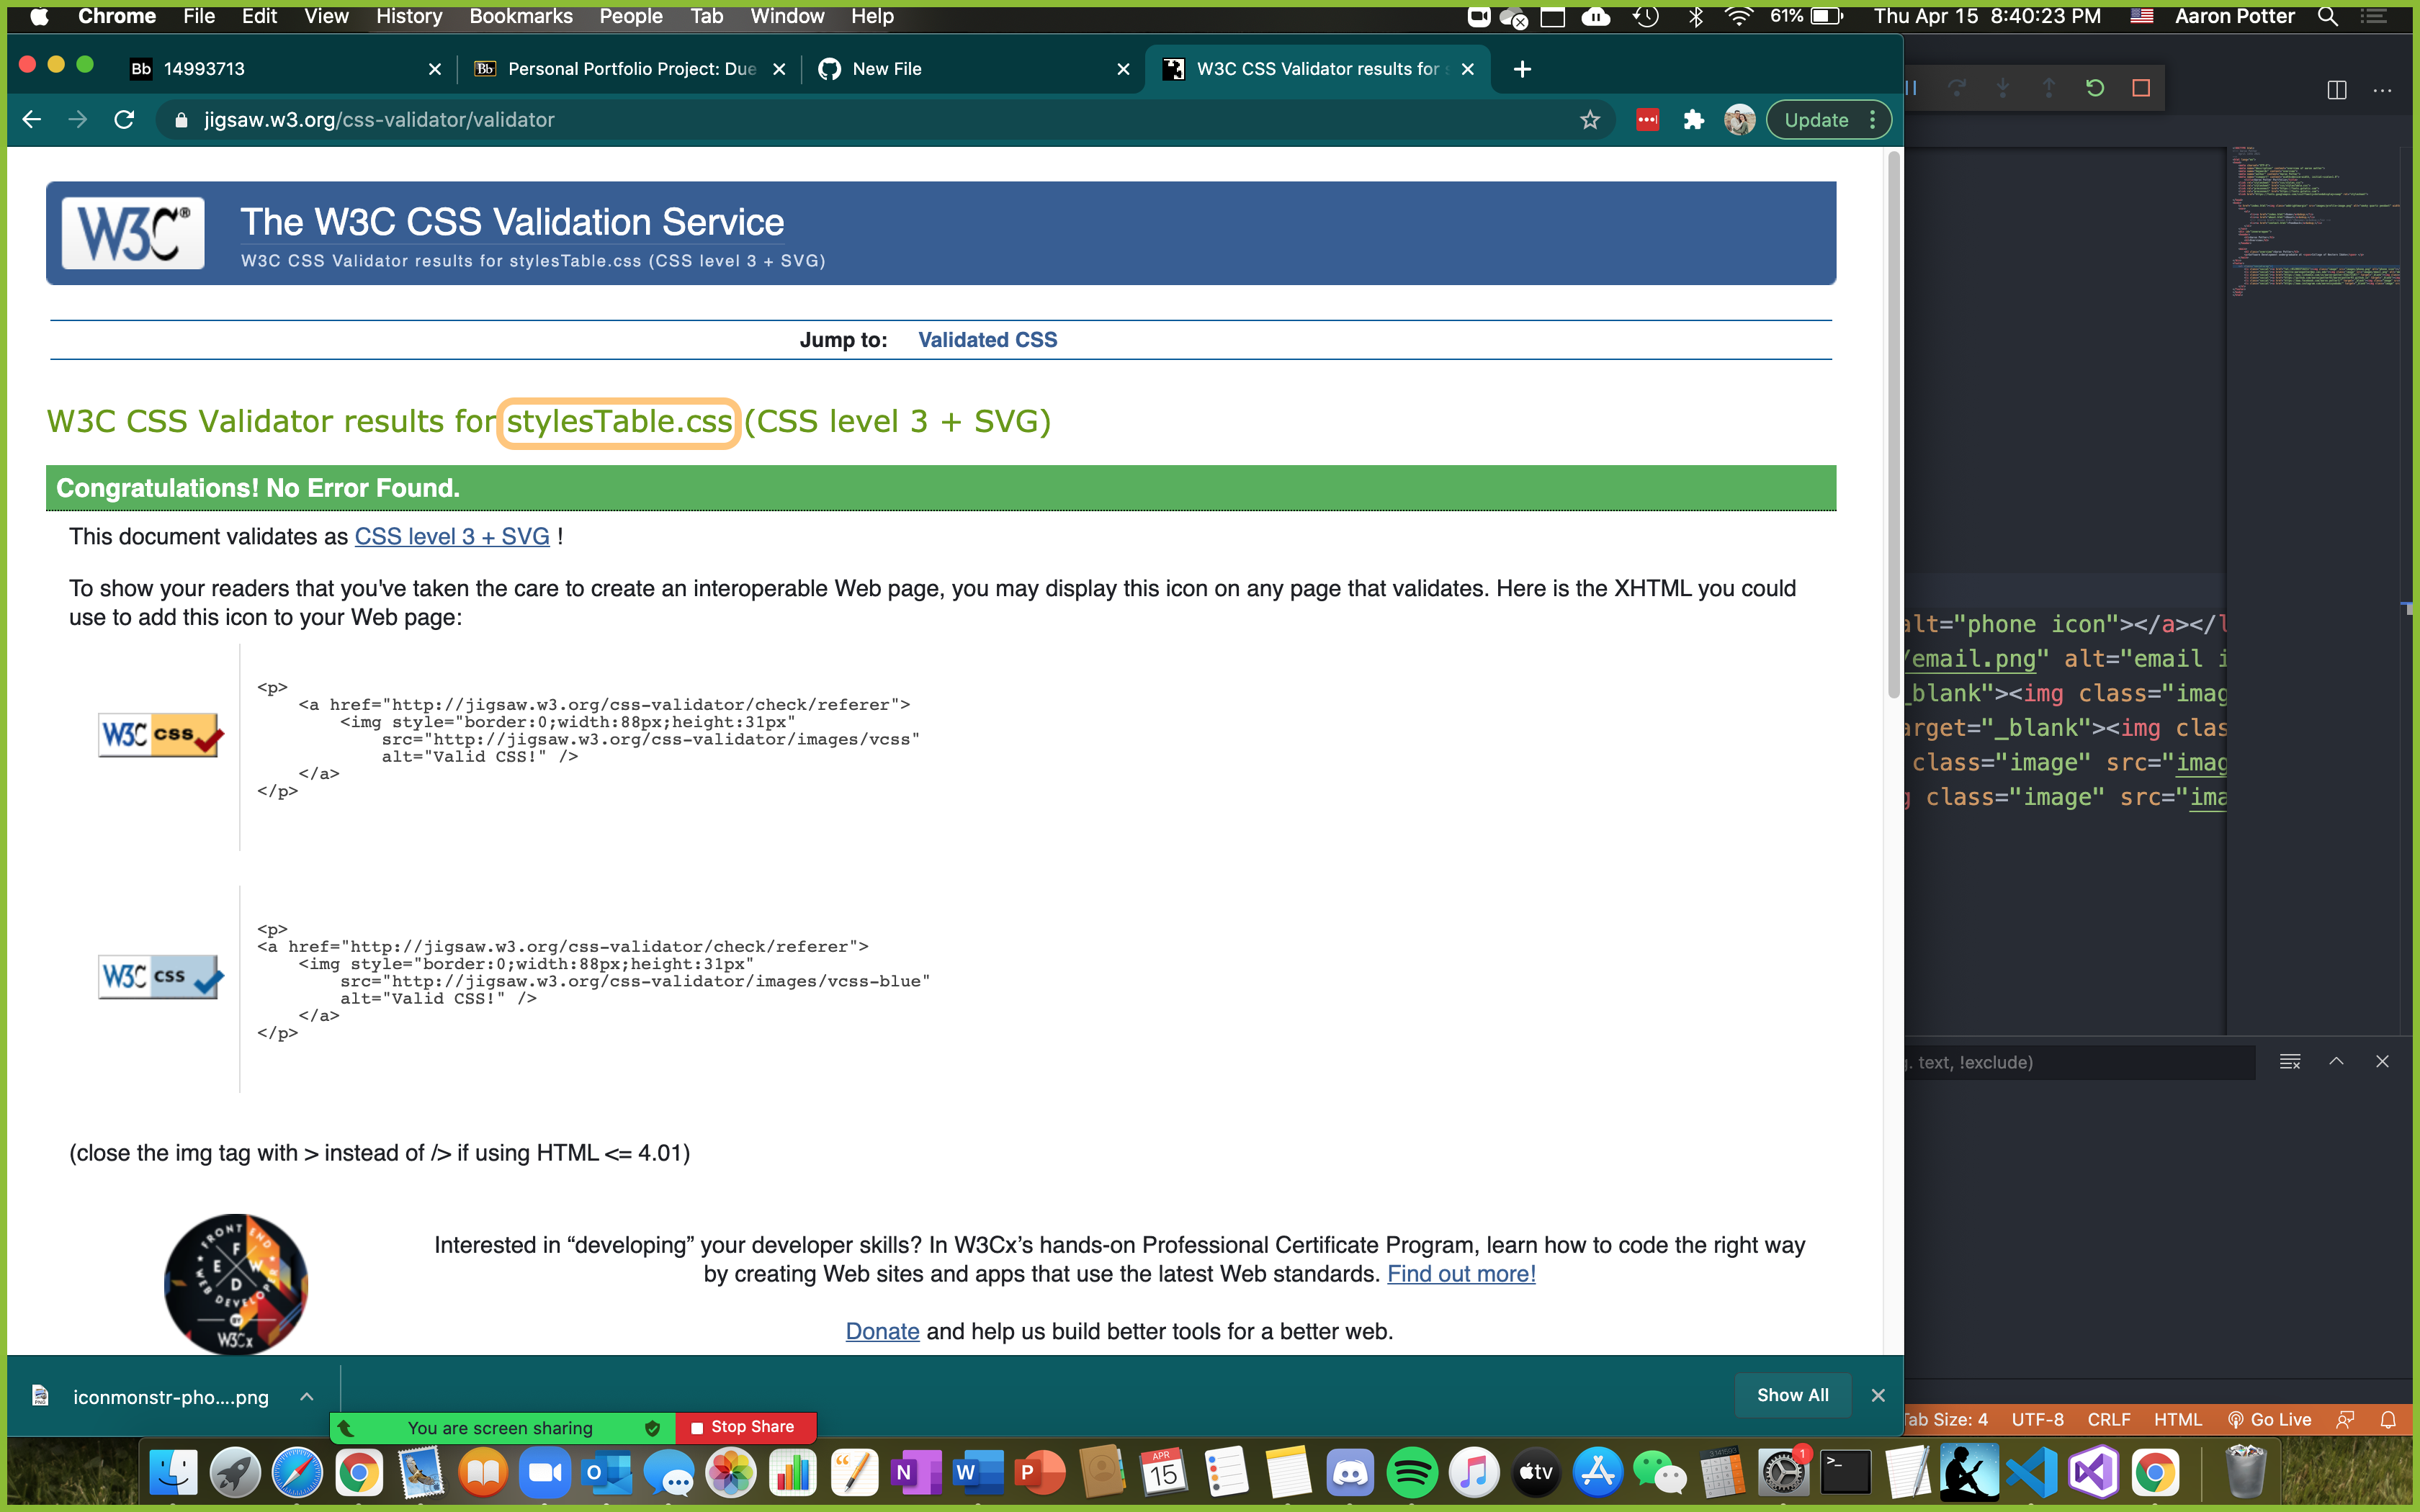 Chrome File Edit View History Bookmarks People Tab Window Help 61% Thu Apr 15 8:40:23 PM Aaron Potter
Bb 14993713
Bb Personal Portfolio Project: Due
New File
W3C CSS Validator results for s
jigsaw.w3.org/css-validator/validator
Update
W3C®
The W3C CSS Validation Service
W3C CSS Validator results for stylesTable.css (CSS level 3 + SVG)
Jump to: Validated CSS
W3C CSS Validator results for stylesTable.css (CSS level 3 + SVG)
Congratulations! No Error Found.
This document validates as CSS level 3 + SVG !
To show your readers that you've taken the care to create an interoperable Web page, you may display this icon on any page that validates. Here is the XHTML you could
use to add this icon to your Web page:
W3C css
<p>
<a href="http://jigsaw.w3.org/css-validator/check/referer">
<img style="border:0;width:88px;height:31px"
src="http://jigsaw.w3.org/css-validator/images/vcss"
alt="Valid CSS!" />
</a>
</p>
W3C css
<p>
<a href="http://jigsaw.w3.org/css-validator/check/referer">
<img style="border:0;width:88px;height:31px"
src="http://jigsaw.w3.org/css-validator/images/vcss-blue"
alt="Valid CSS!" />
</a>
</p>
(close the img tag with > instead of /> if using HTML <= 4.01)
FRONT END
F E W D
WEB DEVELOPER
BY
W3Cx
Interested in “developing” your developer skills? In W3Cx’s hands-on Professional Certificate Program, learn how to code the right way
by creating Web sites and apps that use the latest Web standards. Find out more!
Donate and help us build better tools for a better web.
alt="phone icon"></a></l
/email.png" alt="email i
_blank"><img class="imag
arget="_blank"><img clas
class="image" src="imag
g class="image" src="ima
g. text, !exclude)
iconmonstr-pho....png
Show All
You are screen sharing
Stop Share
Tab Size: 4 UTF-8 CRLF HTML Go Live
O
N
W
P
APR
15
tv
1